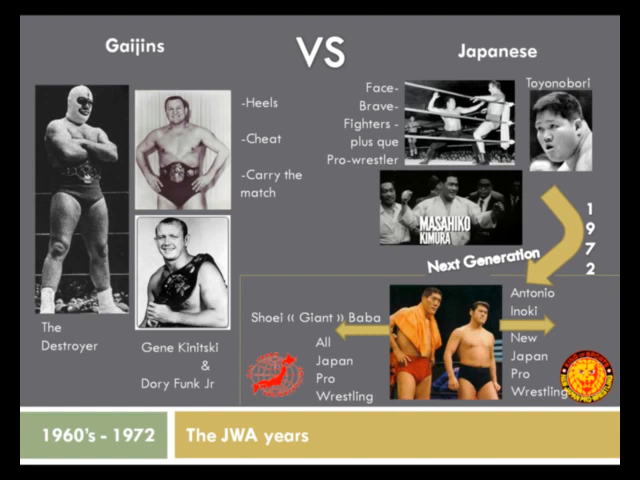 Gaijins
VS
Japanese
-Heels
-Cheat
-Carry the
match
Face-
Brave-
Fighters -
plus que
Pro-wrestler
Toyonobori
MASAHIKO
KIMURA
1
9
7
2
Next Generation
The
Destroyer
Gene Kinitski
&
Dory Funk Jr
Shoei « Giant » Baba
All
Japan
Pro
Wrestling
Antonio
Inoki
New
Japan
Pro
Wrestling
1960's - 1972
The JWA years